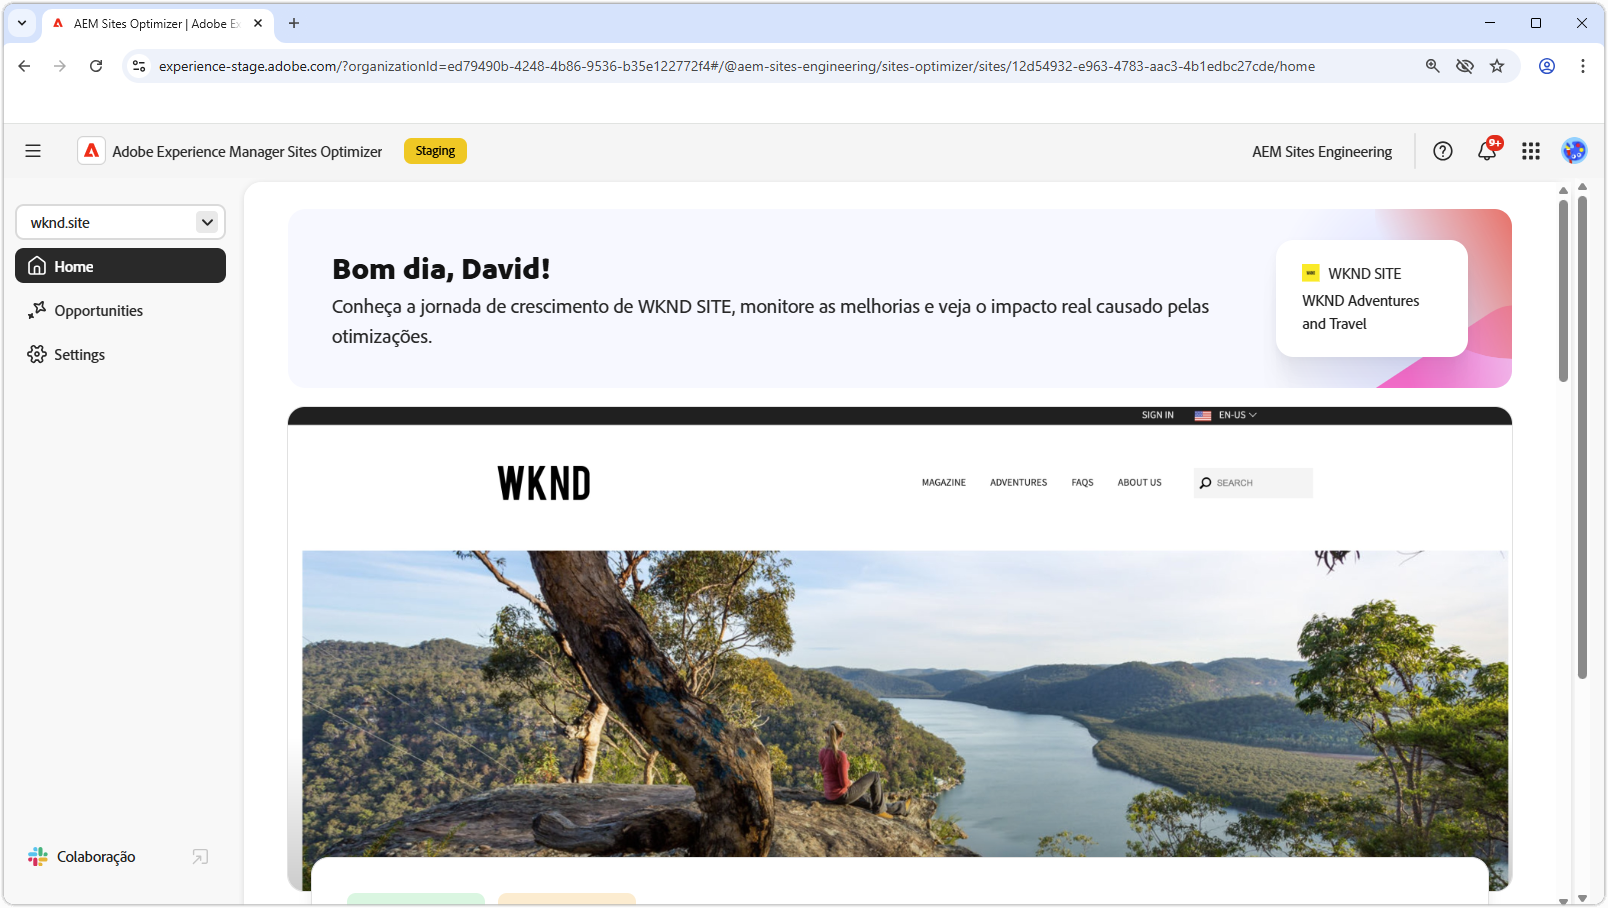 AEM Sites Optimizer | Adobe Ex
experience-stage.adobe.com/?organizationId=ed79490b-4248-4b86-9536-b35e122772f4#/@aem-sites-engineering/sites-optimizer/sites/12d54932-e963-4783-aac3-4b1edbc27cde/home
Adobe Experience Manager Sites Optimizer
Staging
AEM Sites Engineering
9+
wknd.site
Home
Opportunities
Settings
Colaboração
Bom dia, David!
Conheça a jornada de crescimento de WKND SITE, monitore as melhorias e veja o impacto real causado pelas
otimizações.
WKND SITE
WKND Adventures
and Travel
SIGN IN
EN-US
WKND
MAGAZINE
ADVENTURES
FAQS
ABOUT US
SEARCH